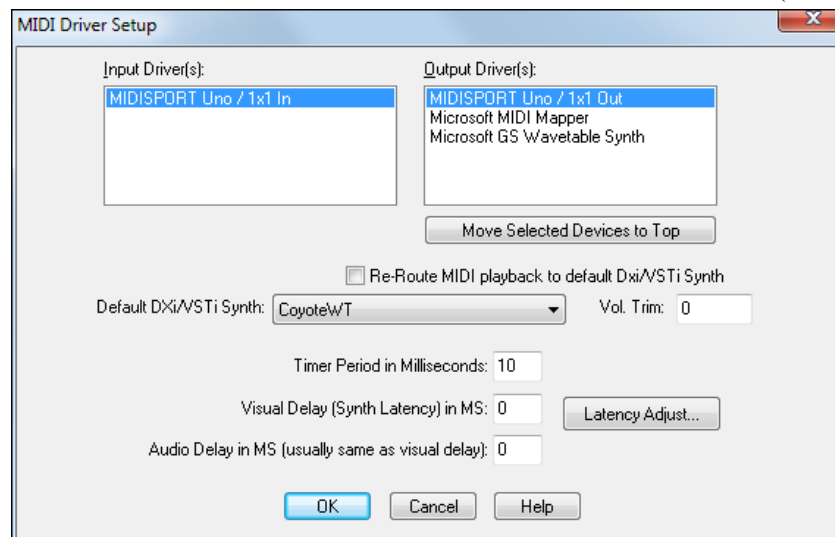 MIDI Driver Setup
X
Input Driver(s):
Output Driver(s):
MIDISPORT Uno / 1x1 In
MIDISPORT Uno / 1x1 Out
Microsoft MIDI Mapper
Microsoft GS Wavetable Synth
Move Selected Devices to Top
Re-Route MIDI playback to default Dxi/VSTi Synth
Default DXi/VSTi Synth: CoyoteWT Vol. Trim: 0
Timer Period in Milliseconds: 10
Visual Delay (Synth Latency) in MS: 0 Latency Adjust...
Audio Delay in MS (usually same as visual delay): 0
OK Cancel Help